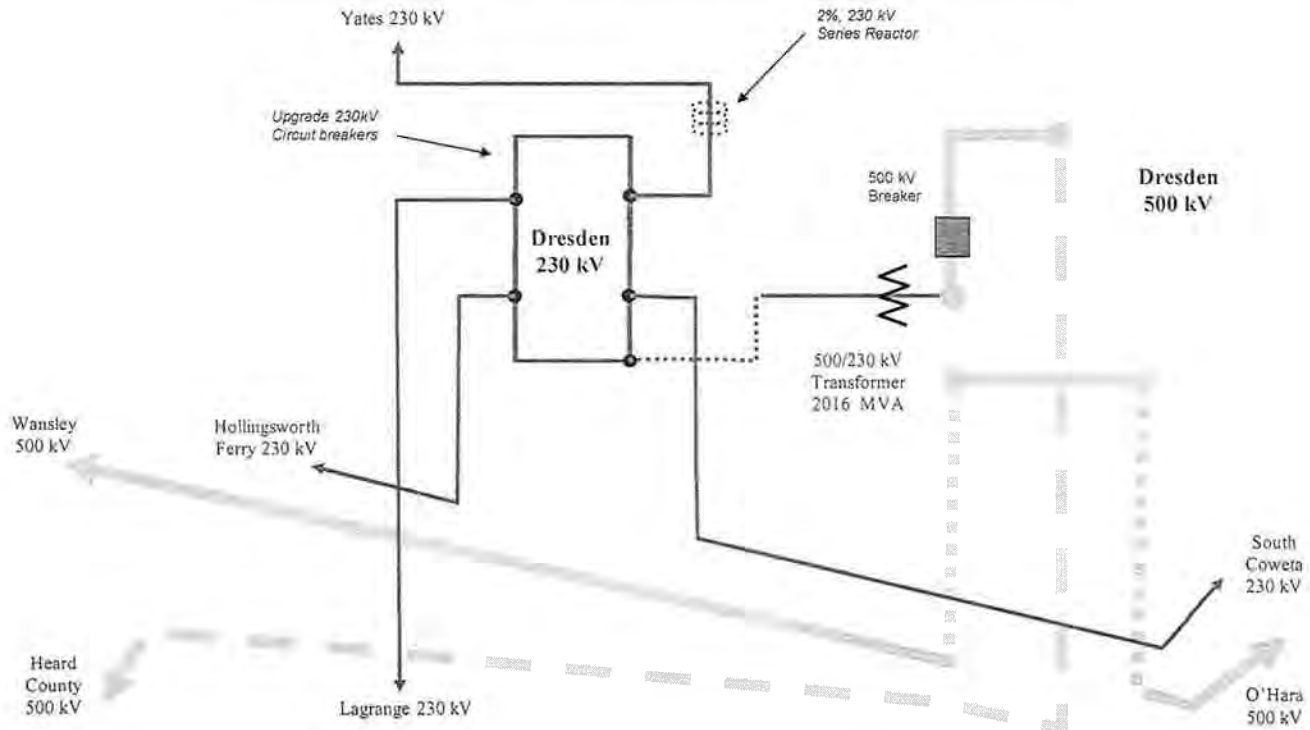 Yates 230 kV
2%, 230 kV
Series Reactor
Upgrade 230kV
Circuit breakers
500 kV
Breaker
Dresden
500 kV
Dresden
230 kV
500/230 kV
Transformer
2016 MVA
Wansley
500 kV
Hollingsworth
Ferry 230 kV
South
Coweta
230 kV
Heard
County
500 kV
Lagrange 230 kV
O'Hara
500 kV